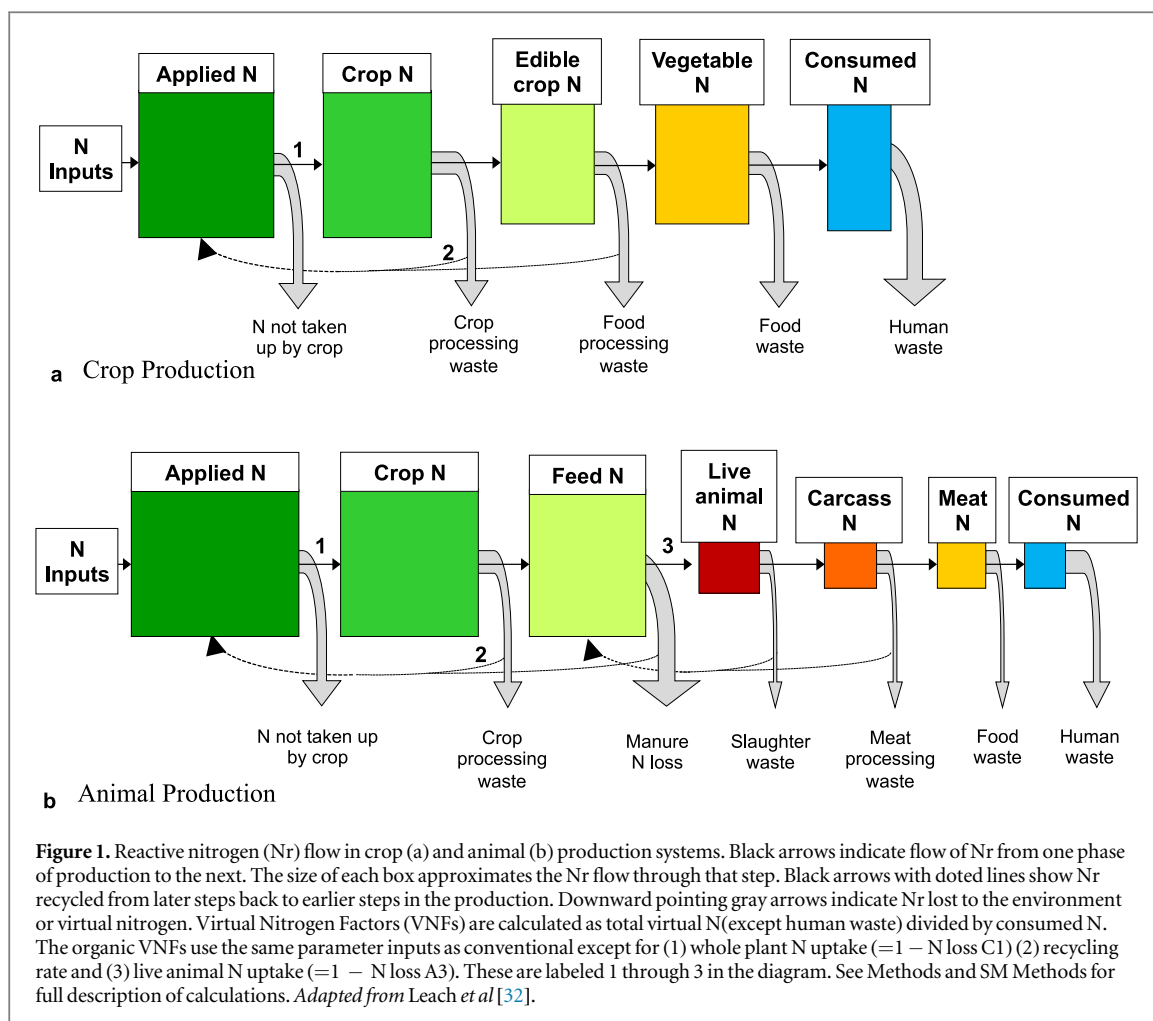 Applied N
Crop N
Edible
crop N
Vegetable
N
Consumed
N
N
Inputs
1
2
N not taken
up by crop
Crop
processing
waste
Food
processing
waste
Food
waste
Human
waste
a Crop Production
Applied N
Crop N
Feed N
Live
animal
N
Carcass
N
Meat
N
Consumed
N
N
Inputs
1
3
2
N not taken up
by crop
Crop
processing
waste
Manure
N loss
Slaughter
waste
Meat
processing
waste
Food
waste
Human
waste
b Animal Production
Figure 1. Reactive nitrogen (Nr) flow in crop (a) and animal (b) production systems. Black arrows indicate flow of Nr from one phase
of production to the next. The size of each box approximates the Nr flow through that step. Black arrows with doted lines show Nr
recycled from later steps back to earlier steps in the production. Downward pointing gray arrows indicate Nr lost to the environment
or virtual nitrogen. Virtual Nitrogen Factors (VNFs) are calculated as total virtual N(except human waste) divided by consumed N.
The organic VNFs use the same parameter inputs as conventional except for (1) whole plant N uptake (=1 − N loss C1) (2) recycling
rate and (3) live animal N uptake (=1 − N loss A3). These are labeled 1 through 3 in the diagram. See Methods and SM Methods for
full description of calculations. Adapted from Leach et al [32].